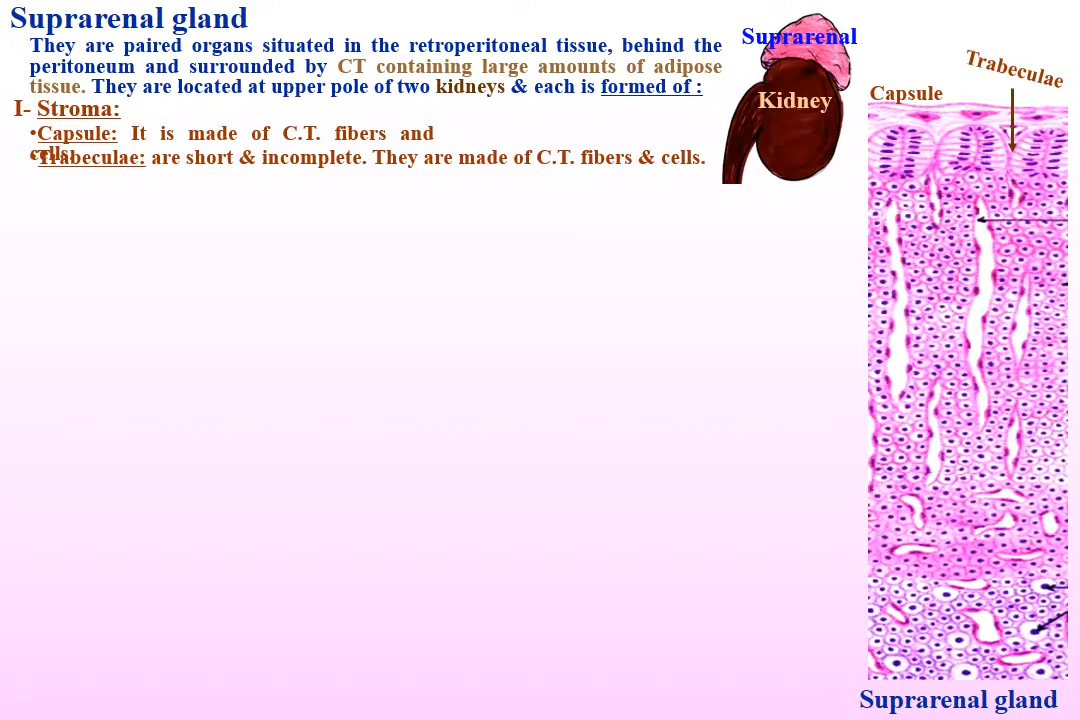 Suprarenal gland
They are paired organs situated in the retroperitoneal tissue, behind the
peritoneum and surrounded by CT containing large amounts of adipose
tissue. They are located at upper pole of two kidneys & each is formed of :
I- Stroma:
•Capsule: It is made of C.T. fibers and
cells.
•Trabeculae: are short & incomplete. They are made of C.T. fibers & cells.
Suprarenal
Kidney
Trabeculae
Capsule
Suprarenal gland